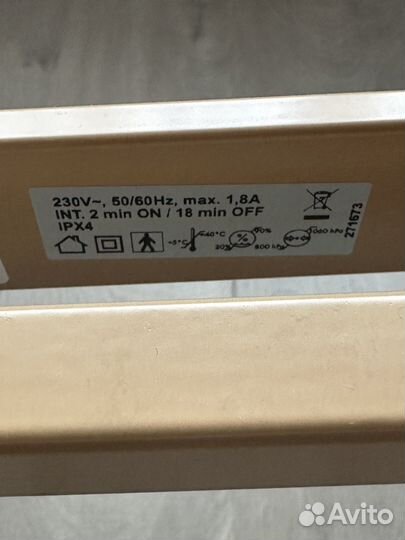 230V~, 50/60Hz, max. 1,8A
INT. 2 min ON / 18 min OFF
IPX4
+5°C +40°C
20% % 90%
800 hPa 1060 hPa
271673
Avito